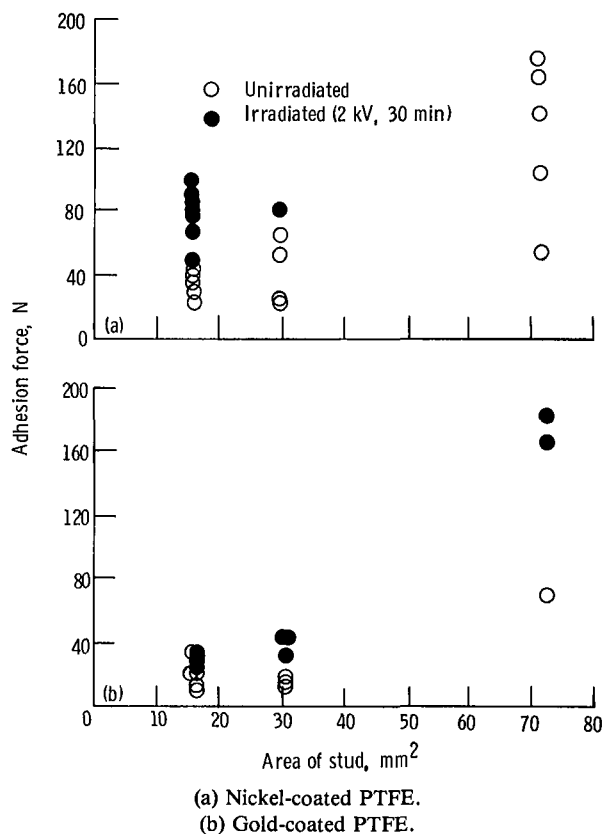 200
160
120
80
40
0
Unirradiated
Irradiated (2 kV, 30 min)
(a)
Adhesion force, N
200
160
120
80
40
(b)
0 10 20 30 40 50 60 70 80
Area of stud, mm²
(a) Nickel-coated PTFE.
(b) Gold-coated PTFE.